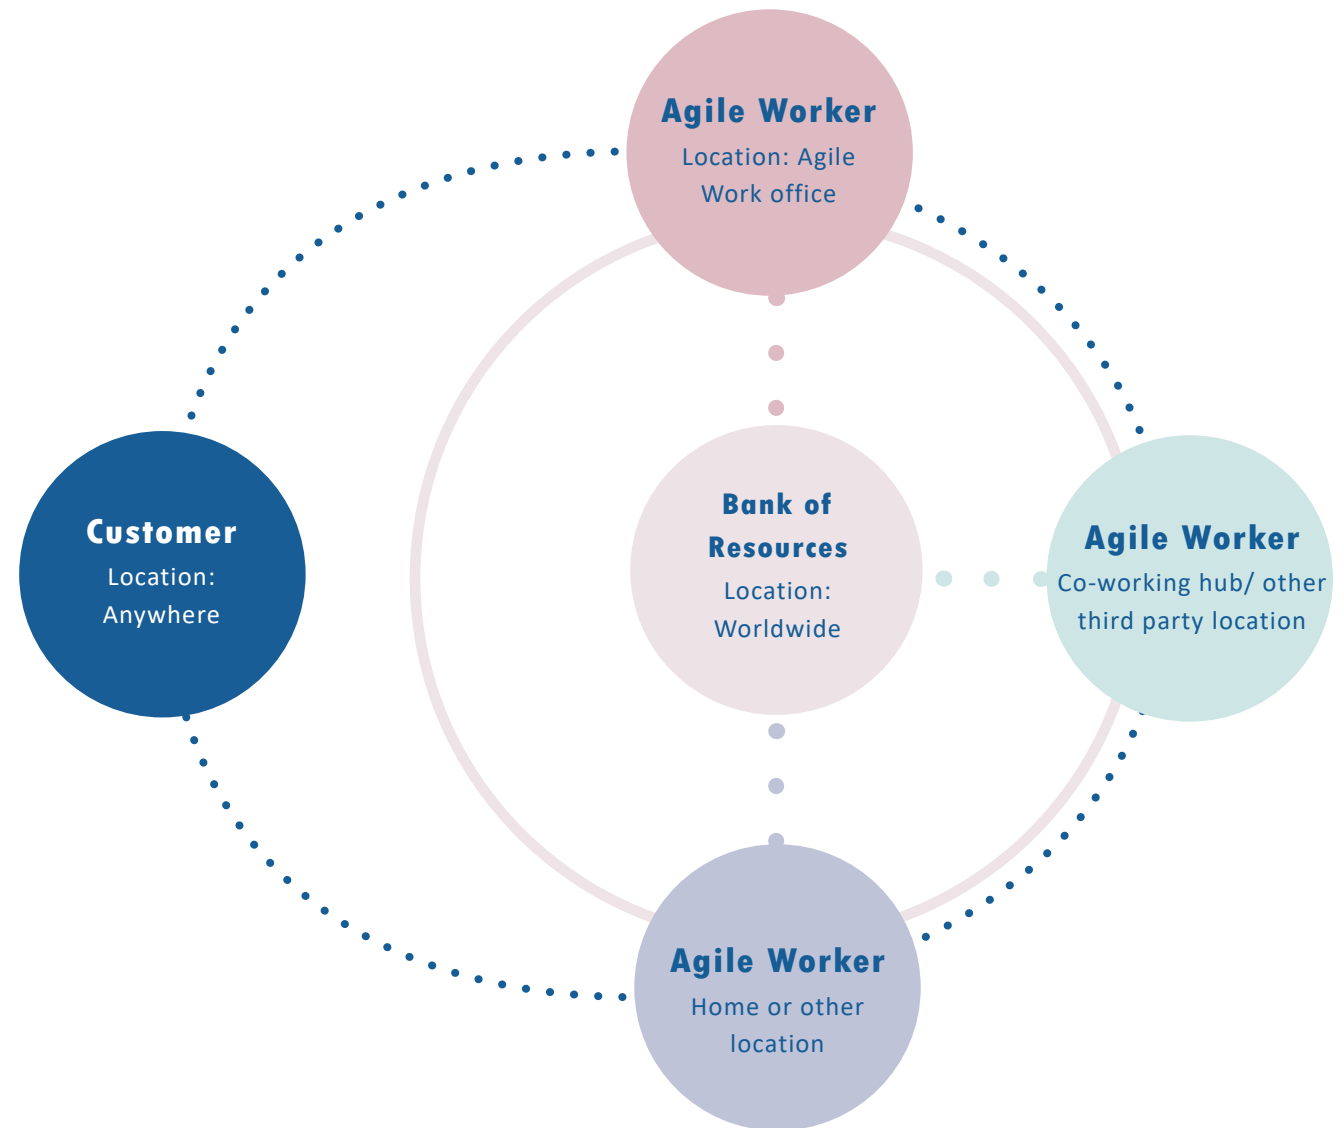 Agile Worker
Location: Agile
Work office
Customer
Location:
Anywhere
Bank of
Resources
Location:
Worldwide
Agile Worker
Co-working hub/ other
third party location
Agile Worker
Home or other
location